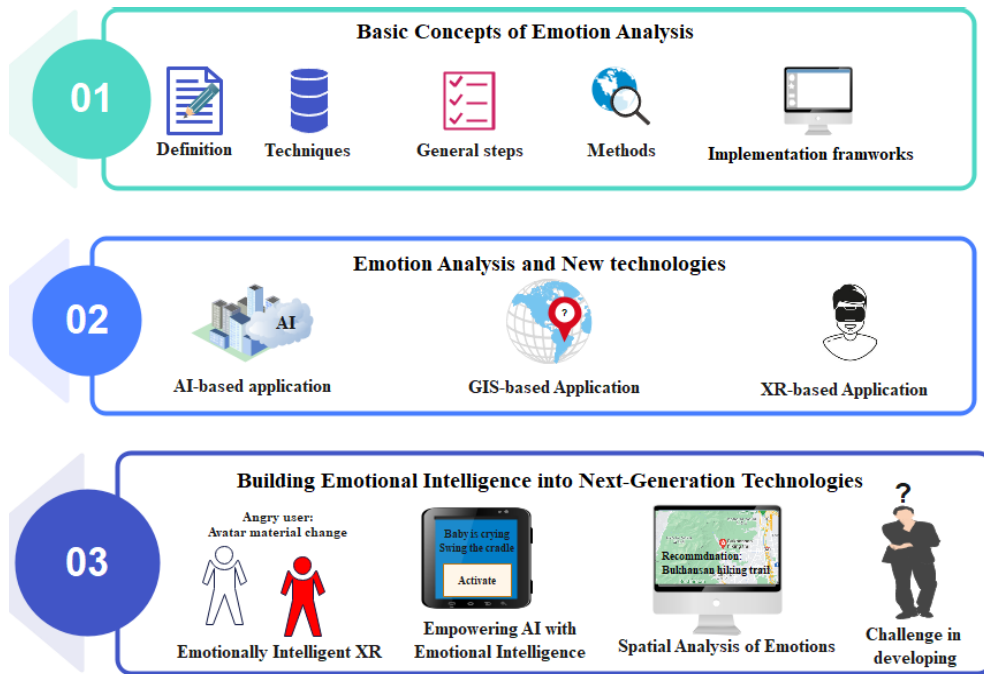 01
Basic Concepts of Emotion Analysis
Definition
Techniques
General steps
Methods
Implementation framworks
02
Emotion Analysis and New technologies
AI
?
AI-based application
GIS-based Application
XR-based Application
03
Building Emotional Intelligence into Next-Generation Technologies
Angry user:
Avatar material change
Emotionally Intelligent XR
Baby is crying
Swing the cradle
Activate
Empowering AI with
Emotional Intelligence
Recommdnation:
Bukhansan hiking trail
Spatial Analysis of Emotions
?
Challenge in
developing